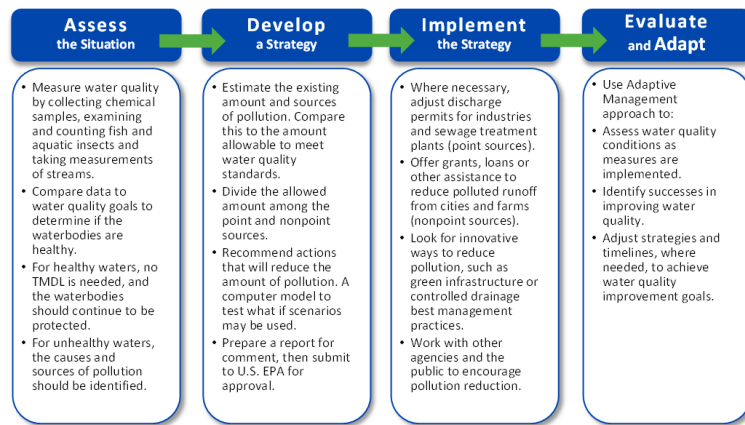 Assess
the Situation
• Measure water quality
by collecting chemical
samples, examining
and counting fish and
aquatic insects and
taking measurements
of streams.
• Compare data to
water quality goals to
determine if the
waterbodies are
healthy.
• For healthy waters, no
TMDL is needed, and
the waterbodies
should continue to be
protected.
• For unhealthy waters,
the causes and
sources of pollution
should be identified.
Develop
a Strategy
• Estimate the existing
amount and sources
of pollution. Compare
this to the amount
allowable to meet
water quality
standards.
• Divide the allowed
amount among the
point and nonpoint
sources.
• Recommend actions
that will reduce the
amount of pollution. A
computer model to
test what if scenarios
may be used.
• Prepare a report for
comment, then submit
to U.S. EPA for
approval.
Implement
the Strategy
• Where necessary,
adjust discharge
permits for industries
and sewage treatment
plants (point sources).
• Offer grants, loans or
other assistance to
reduce polluted runoff
from cities and farms
(nonpoint sources).
• Look for innovative
ways to reduce
pollution, such as
green infrastructure or
controlled drainage
best management
practices.
• Work with other
agencies and the
public to encourage
pollution reduction.
Evaluate
and Adapt
• Use Adaptive
Management
approach to:
• Assess water quality
conditions as
measures are
implemented.
• Identify successes in
improving water
quality.
• Adjust strategies and
timelines, where
needed, to achieve
water quality
improvement goals.